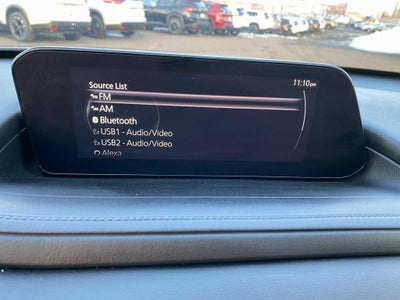 Source List
11:10pm
FM
AM
Bluetooth
USB1 - Audio/Video
USB2 - Audio/Video
Alexa